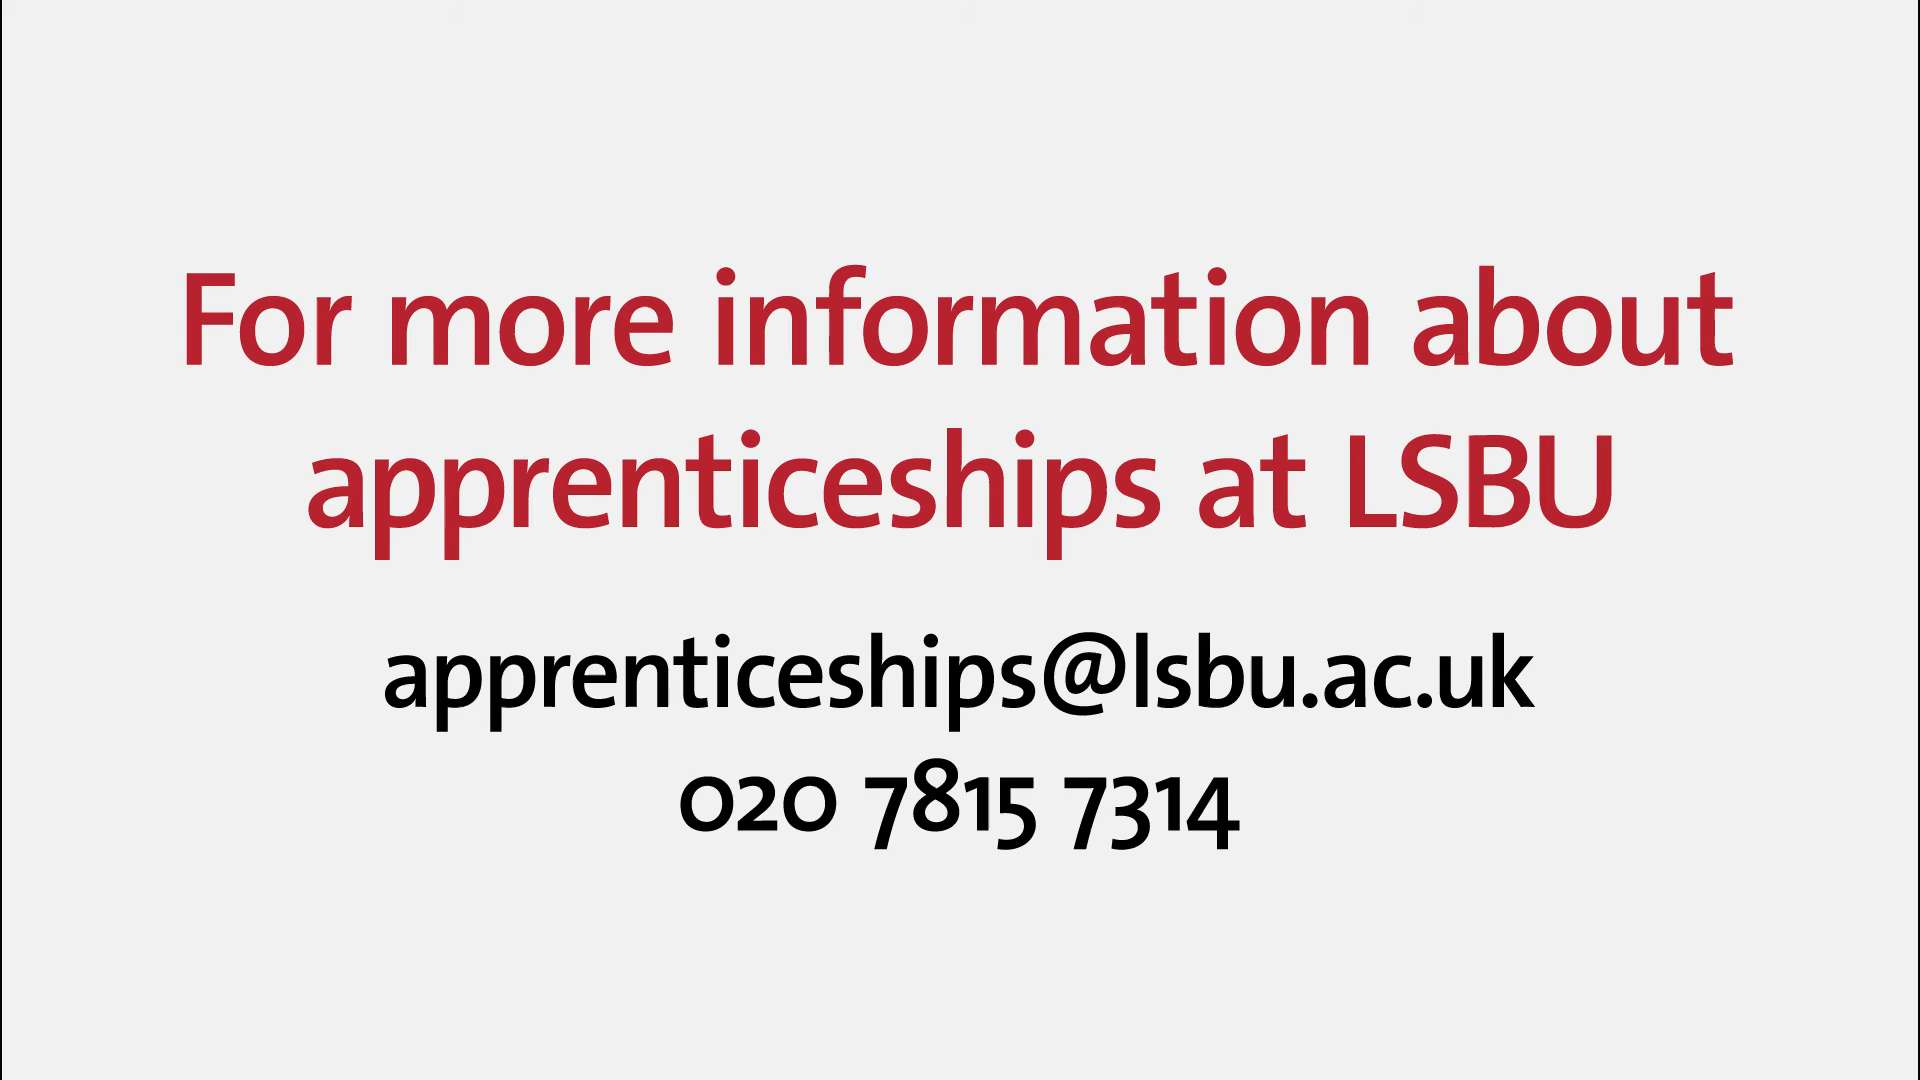 For more information about
apprenticeships at LSBU
apprenticeships@lsbu.ac.uk
020 7815 7314